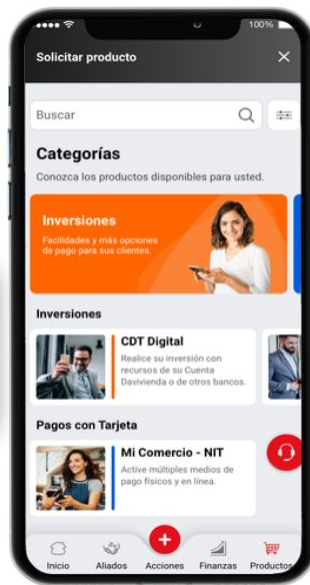 100%
Solicitar producto
Buscar
Categorías
Conozca los productos disponibles para usted.
Inversiones
Facilidades y más opciones
de pago para sus clientes.
Inversiones
CDT Digital
Realice su inversión con
recursos de su Cuenta
Davivienda o de otros bancos.
Pagos con Tarjeta
Mi Comercio - NIT
Active múltiples medios de
pago físicos y en línea.
Inicio
Aliados
Acciones
Finanzas
Productos